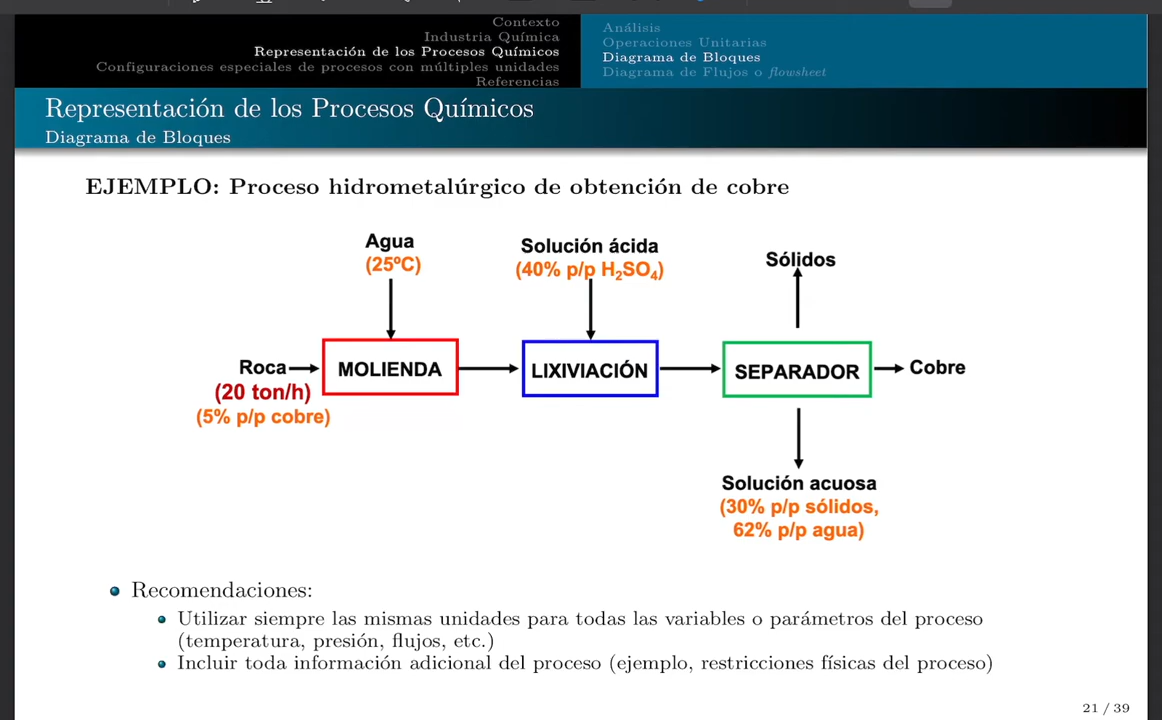 Contexto
Industria Química
Representación de los Procesos Químicos
Configuraciones especiales de procesos con múltiples unidades
Referencias
Análisis
Operaciones Unitarias
Diagrama de Bloques
Diagrama de Flujos o flowsheet
Representación de los Procesos Químicos
Diagrama de Bloques
EJEMPLO: Proceso hidrometalúrgico de obtención de cobre
Agua
(25ºC)
Solución ácida
(40% p/p H₂SO₄)
Sólidos
Roca
(20 ton/h)
(5% p/p cobre)
MOLIENDA
LIXIVIACIÓN
SEPARADOR
Cobre
Solución acuosa
(30% p/p sólidos,
62% p/p agua)
Recomendaciones:
Utilizar siempre las mismas unidades para todas las variables o parámetros del proceso
(temperatura, presión, flujos, etc.)
Incluir toda información adicional del proceso (ejemplo, restricciones físicas del proceso)
21 / 39